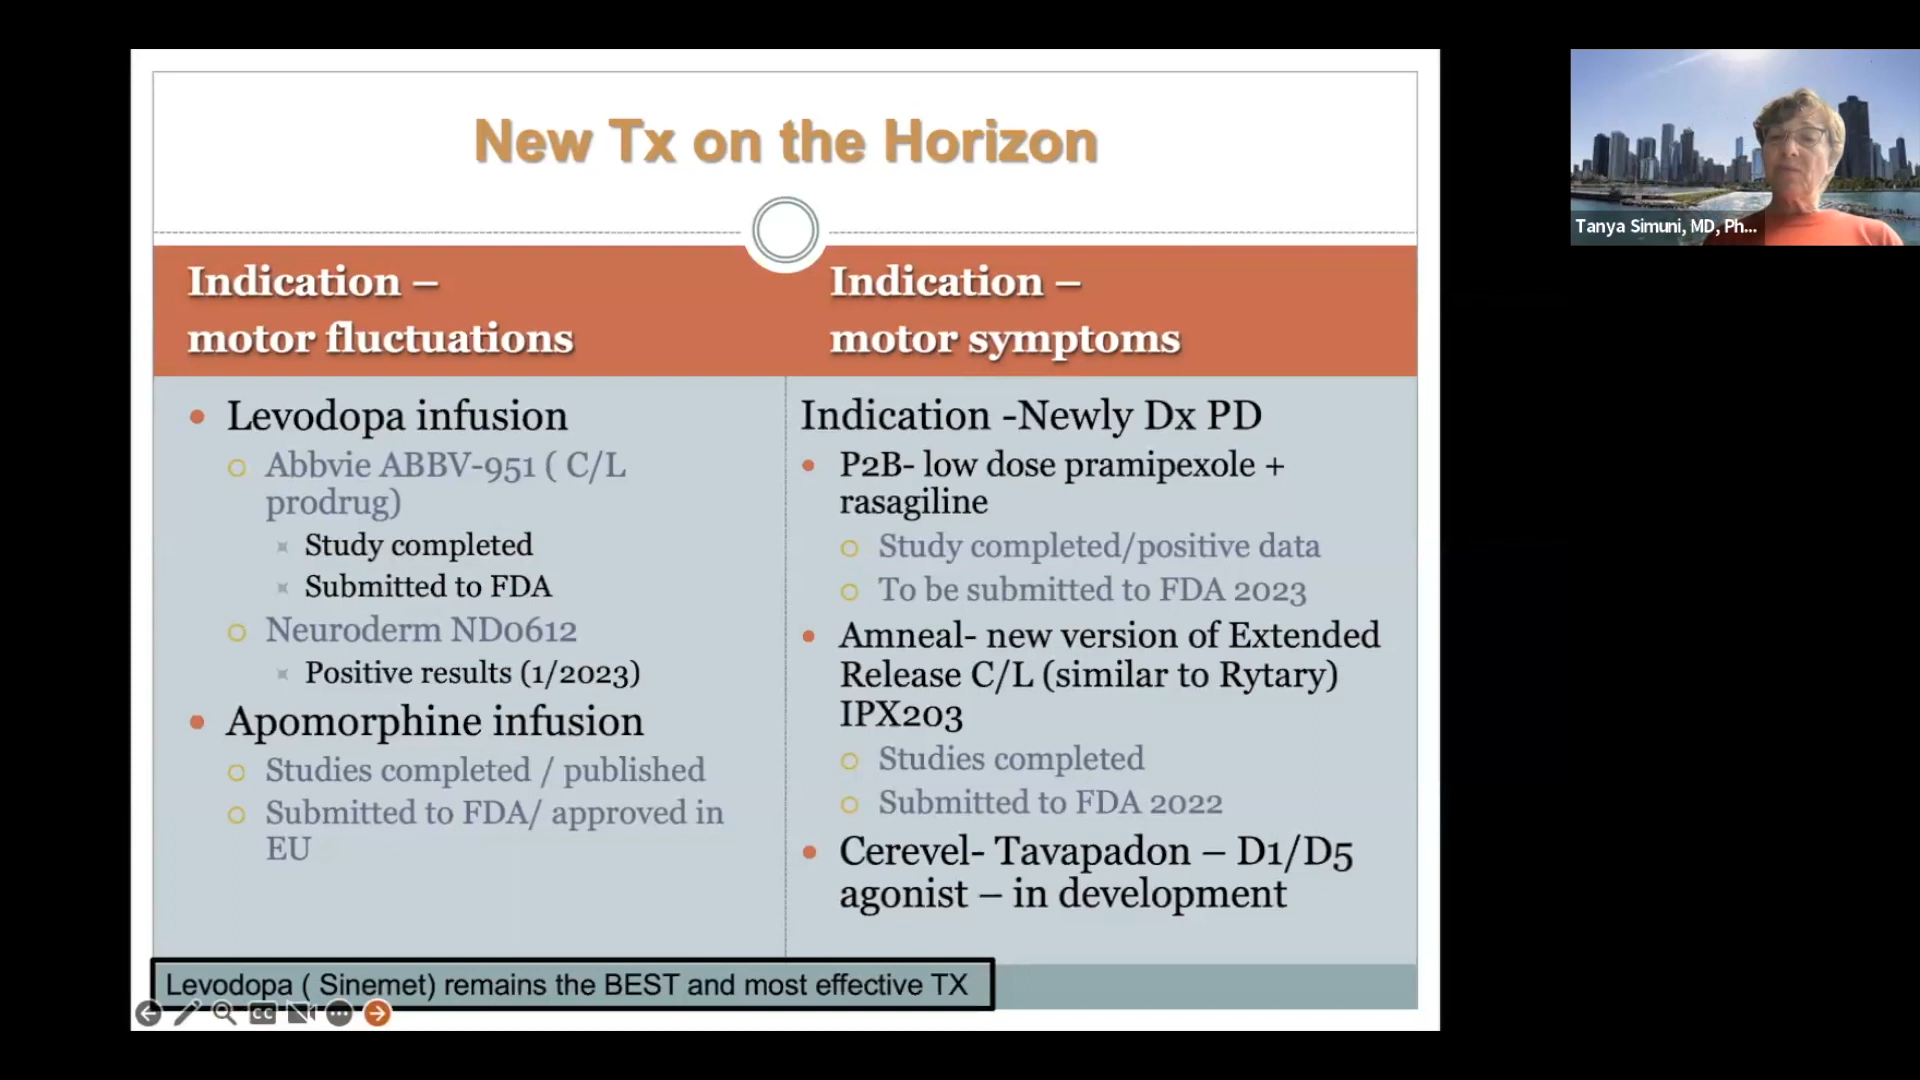 New Tx on the Horizon
Indication –
motor fluctuations
Levodopa infusion
Abbvie ABBV-951 ( C/L
prodrug)
Study completed
Submitted to FDA
Neuroderm ND0612
Positive results (1/2023)
Apomorphine infusion
Studies completed / published
Submitted to FDA/ approved in
EU
Indication –
motor symptoms
Indication -Newly Dx PD
P2B- low dose pramipexole +
rasagiline
Study completed/positive data
To be submitted to FDA 2023
Amneal- new version of Extended
Release C/L (similar to Rytary)
IPX203
Studies completed
Submitted to FDA 2022
Cerevel- Tavapadon – D1/D5
agonist – in development
Levodopa ( Sinemet) remains the BEST and most effective TX
CC
Tanya Simuni, MD, Ph...